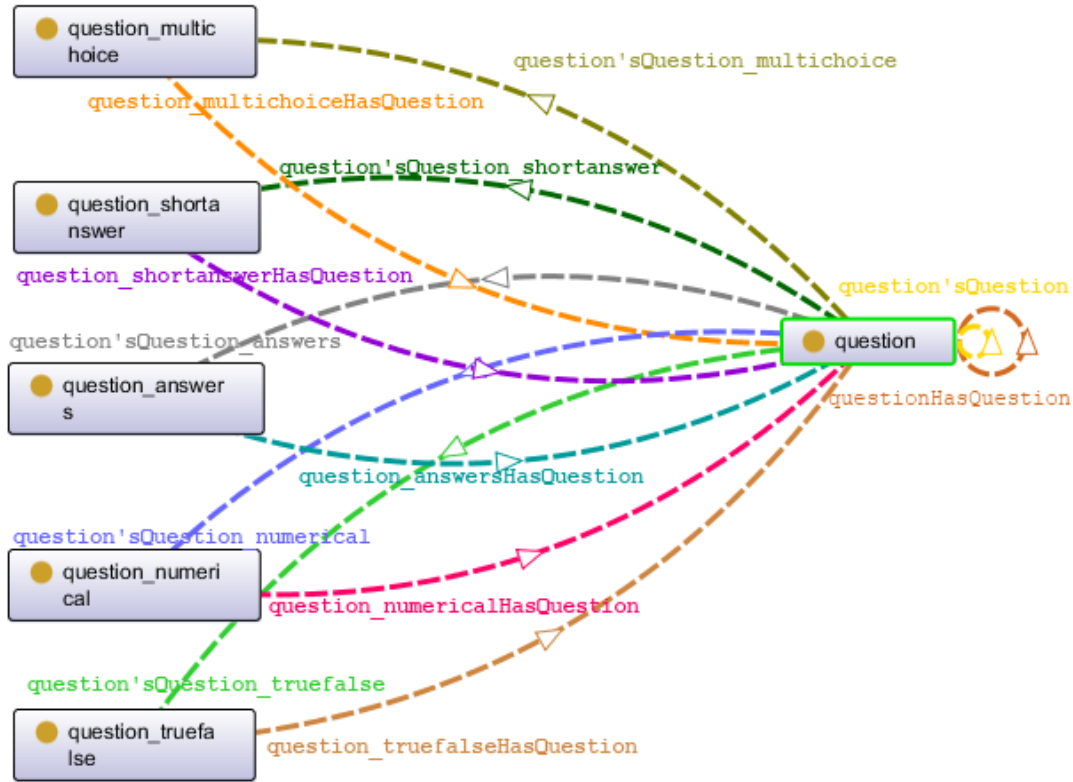 question_multic
hoice
question'sQuestion_multichoice
question_multichoiceHasQuestion
question'sQuestion_shortanswer
question_shorta
nswer
question_shortanswerHasQuestion
question'sQuestion
question
question'sQuestion_answers
question_answer
s
questionHasQuestion
question_answersHasQuestion
question'sQuestion_numerical
question_numeri
cal
question_numericalHasQuestion
question'sQuestion_truefalse
question_truefa
lse
question_truefalseHasQuestion